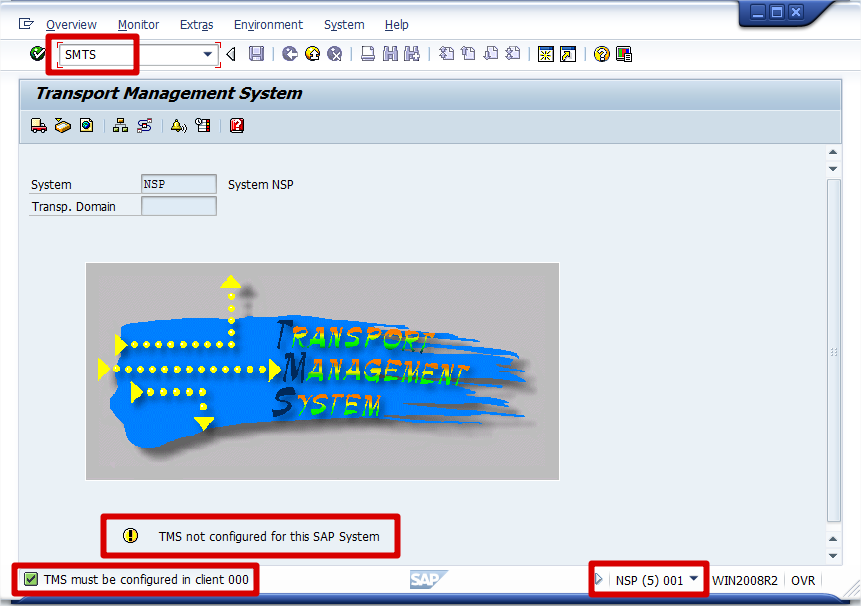 Overview Monitor Extras Environment System Help
SMTS
Transport Management System
System NSP System NSP
Transp. Domain
TRANSPORT
MANAGEMENT
SYSTEM
TMS not configured for this SAP System
TMS must be configured in client 000 SAP NSP (5) 001 WIN2008R2 OVR